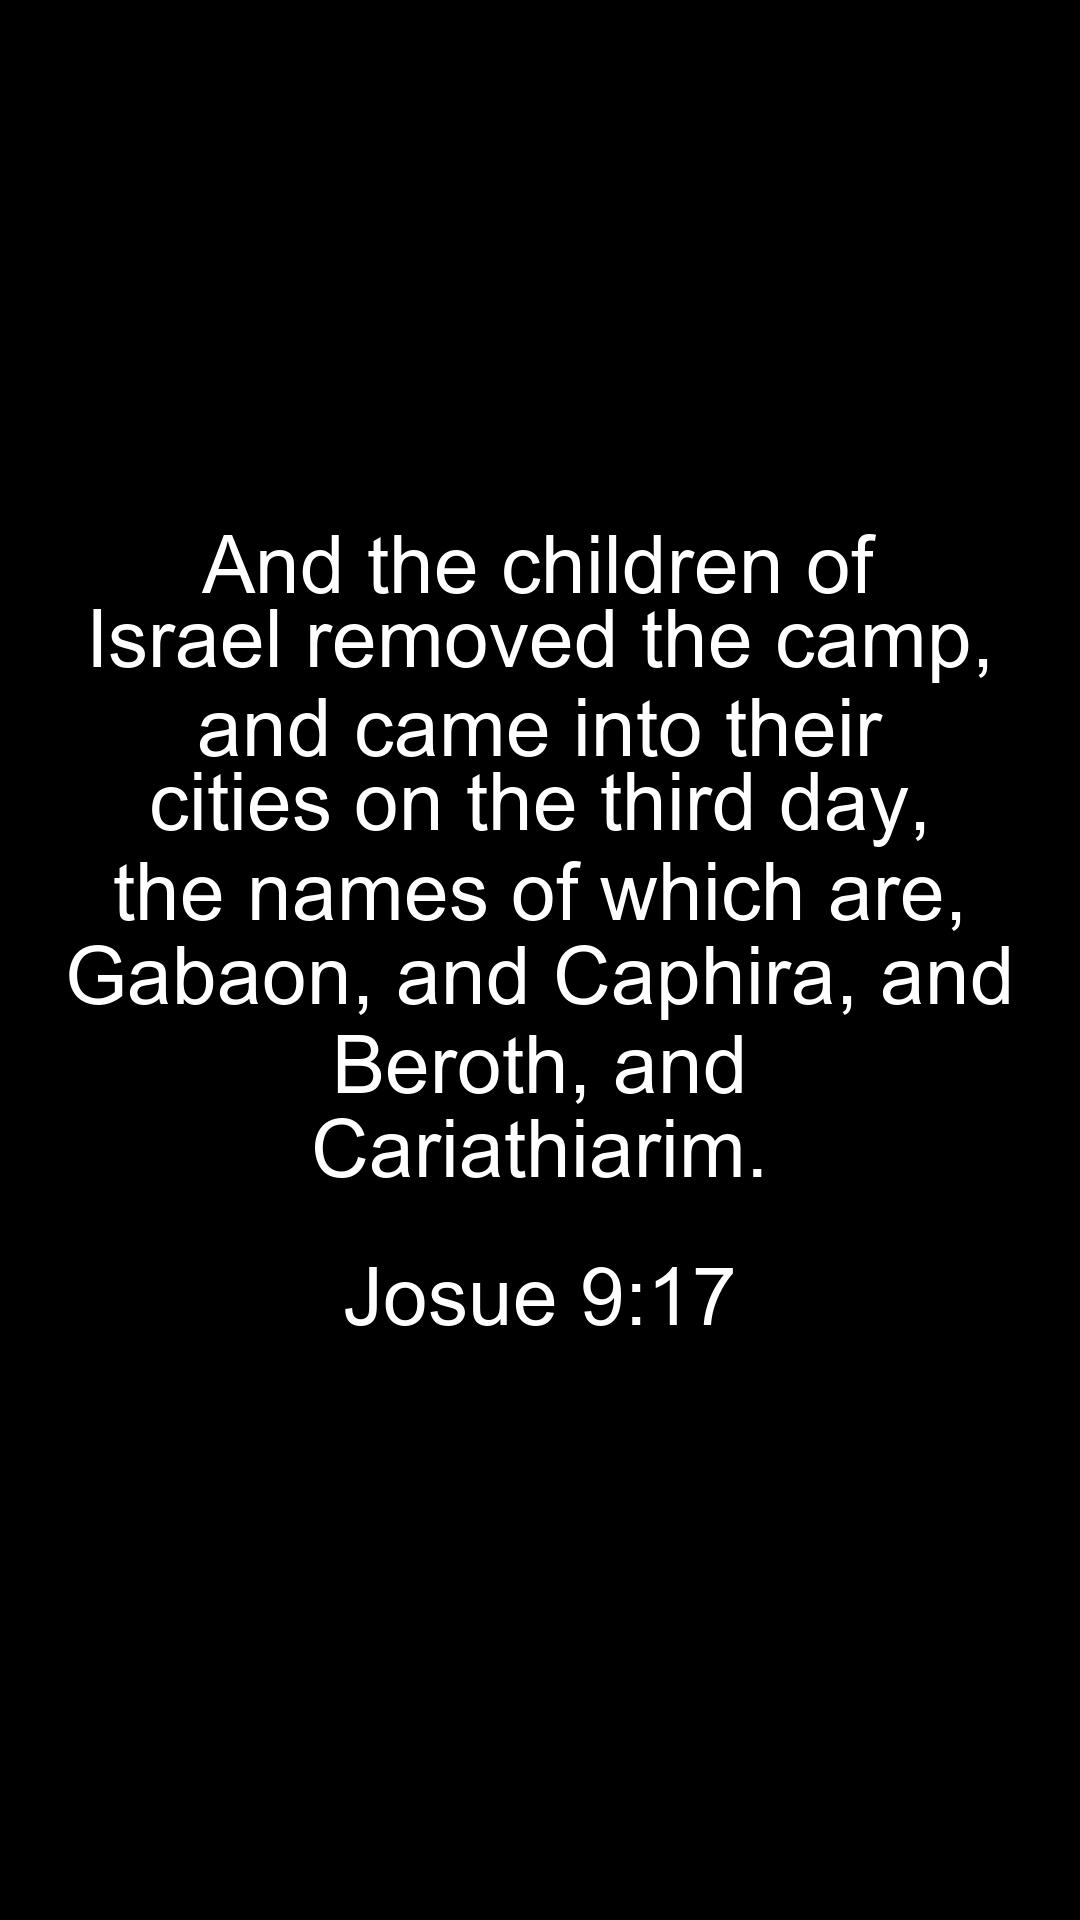 And the children of
Israel removed the camp,
and came into their
cities on the third day,
the names of which are,
Gabaon, and Caphira, and
Beroth, and
Cariathiarim.
Josue 9:17